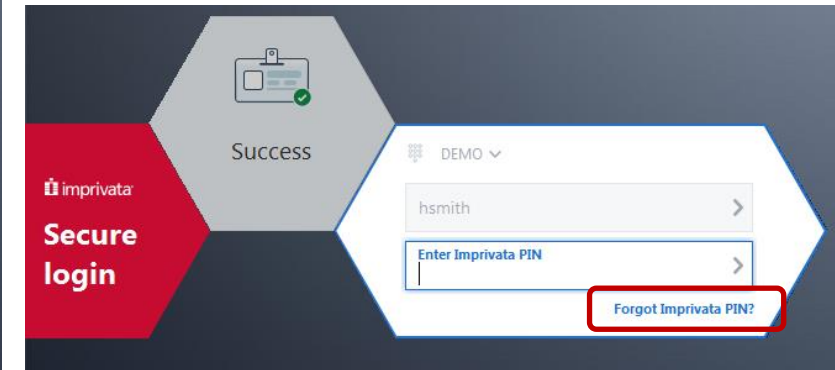 Success
DEMO
imprivata
Secure
login
hsmith
Enter Imprivata PIN
Forgot Imprivata PIN?